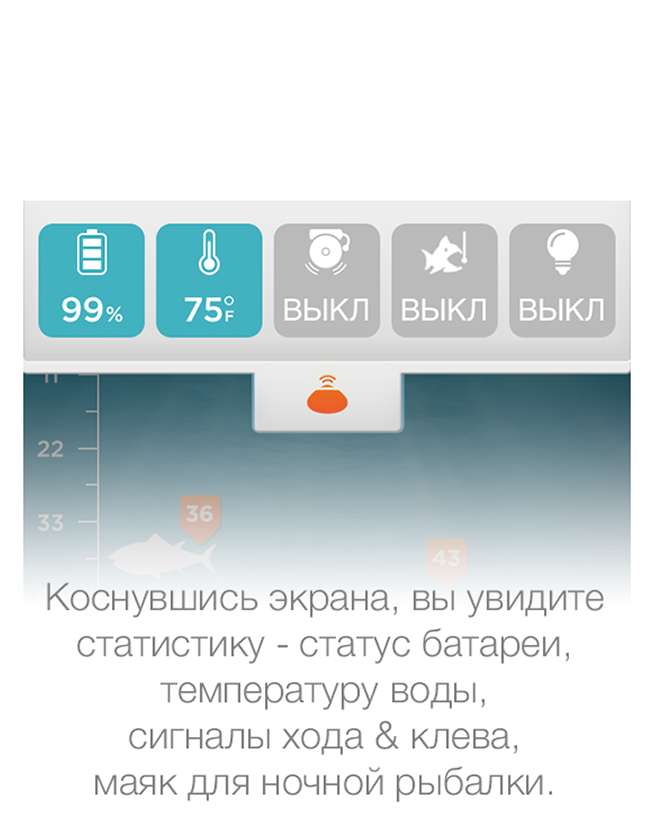 99% 75°F ВЫКЛ ВЫКЛ ВЫКЛ
22
33
36
43
Коснувшись экрана, вы увидите
статистику - статус батареи,
температуру воды,
сигналы хода & клева,
маяк для ночной рыбалки.